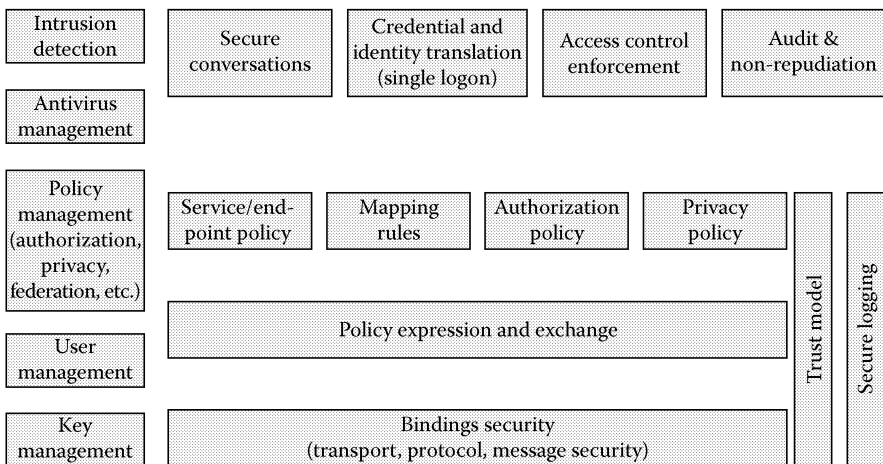 Intrusion
detection
Secure
conversations
Credential and
identity translation
(single logon)
Access control
enforcement
Audit &
non-repudiation
Antivirus
management
Policy
management
(authorization,
privacy,
federation, etc.)
Service/end-
point policy
Mapping
rules
Authorization
policy
Privacy
policy
Policy expression and exchange
User
management
Key
management
Bindings security
(transport, protocol, message security)
Trust model
Secure logging